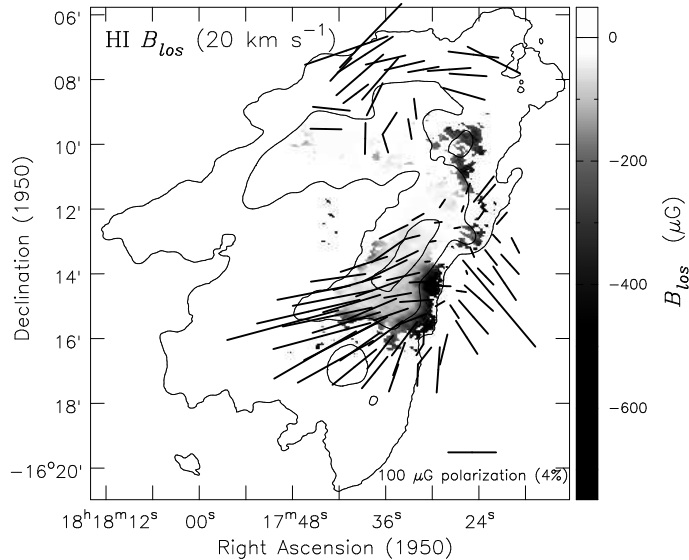 HI B_los (20 km s⁻¹)
06'
08'
10'
12'
14'
16'
18'
−16°20'
Declination (1950)
100 μG polarization (4%)
18ʰ18ᵐ12ˢ 00ˢ 17ᵐ48ˢ 36ˢ 24ˢ
Right Ascension (1950)
0
−200
−400
−600
B_los (μG)